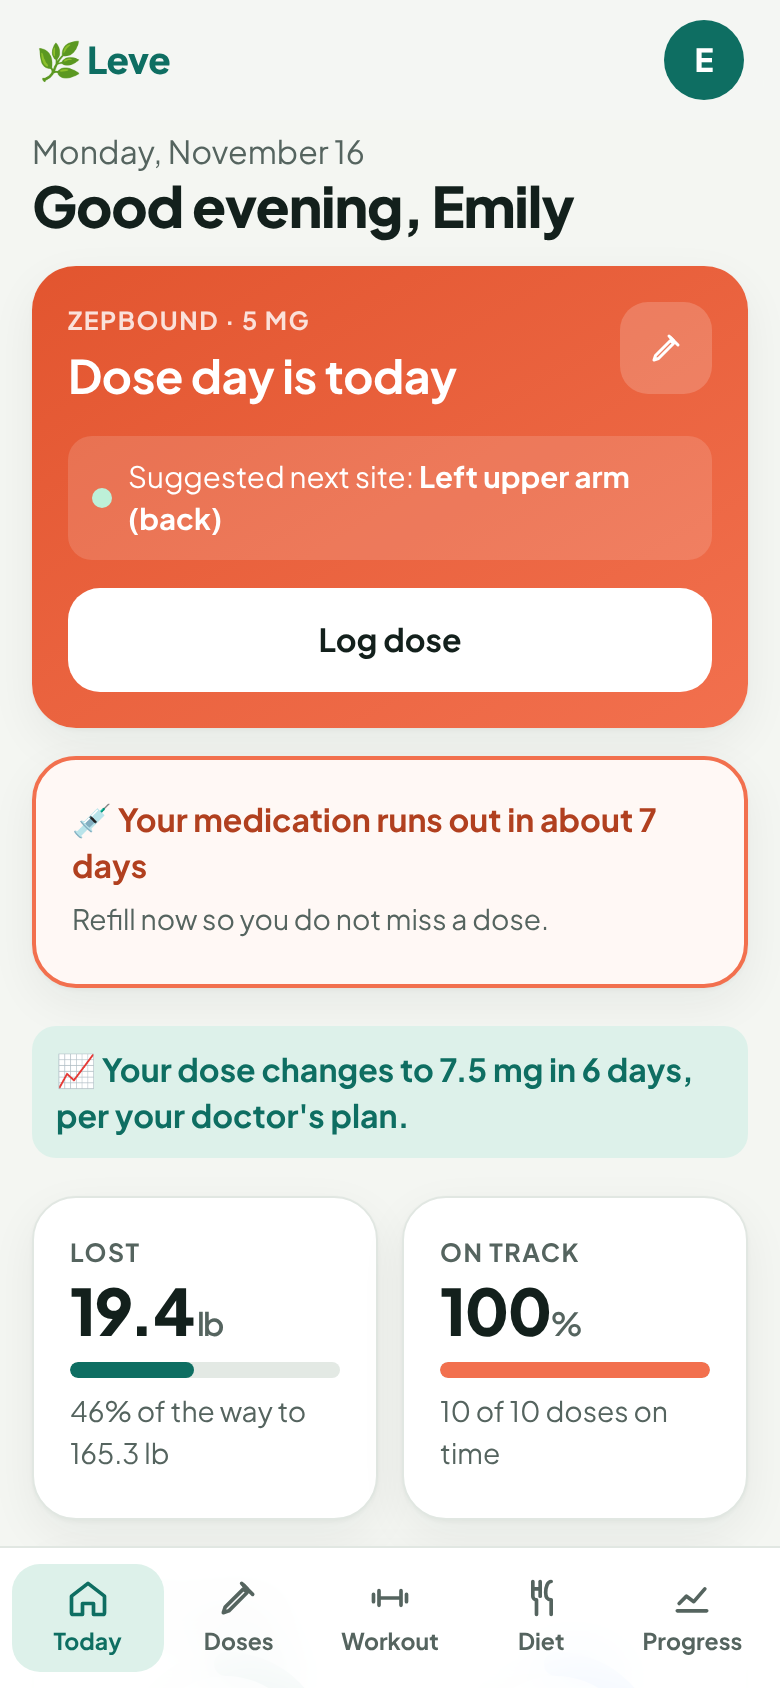 Leve
E
Monday, November 16
Good evening, Emily
ZEPBOUND · 5 MG
Dose day is today
Suggested next site: Left upper arm
(back)
Log dose
Your medication runs out in about 7
days
Refill now so you do not miss a dose.
Your dose changes to 7.5 mg in 6 days,
per your doctor's plan.
LOST
19.4lb
46% of the way to
165.3 lb
ON TRACK
100%
10 of 10 doses on
time
Today
Doses
Workout
Diet
Progress